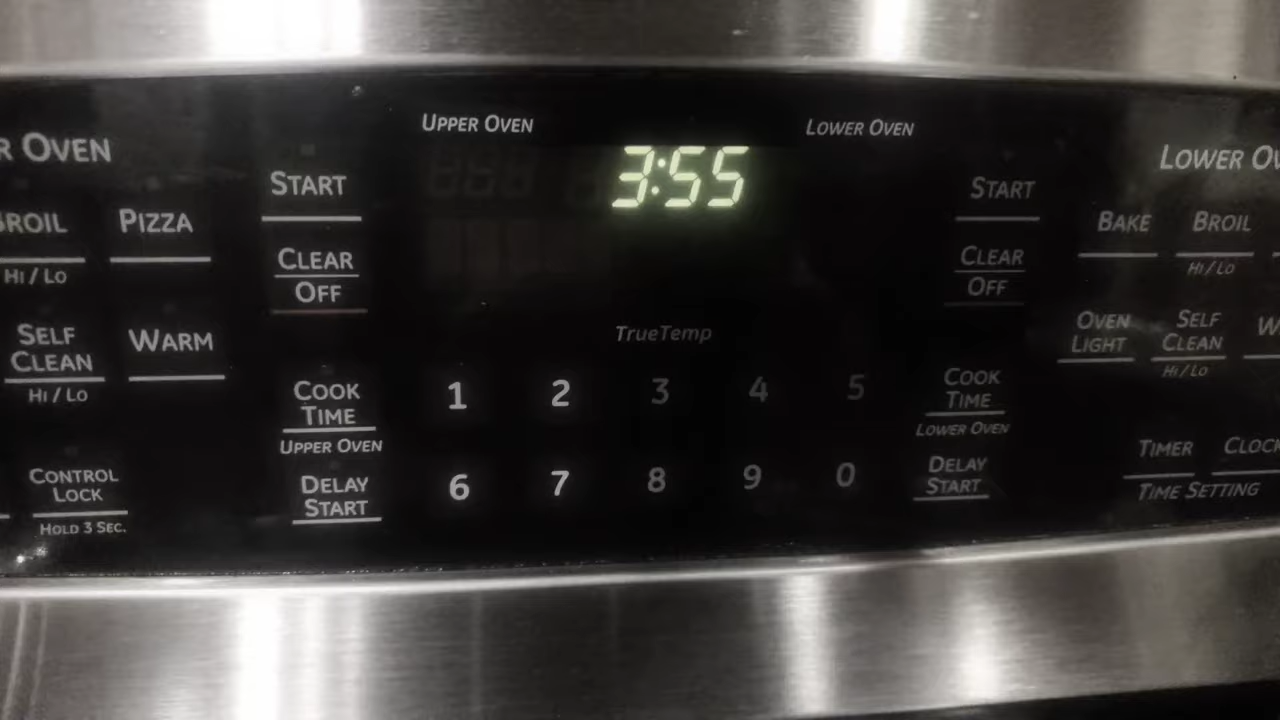 UPPER OVEN
LOWER OVEN
3:55
OVEN
LOWER
START
START
BROIL
PIZZA
BAKE
BROIL
HI / LO
HI / LO
CLEAR
OFF
CLEAR
OFF
TrueTemp
SELF
CLEAN
HI / LO
WARM
OVEN
LIGHT
SELF
CLEAN
HI / LO
COOK
TIME
UPPER OVEN
1 2 3 4 5
COOK
TIME
LOWER OVEN
CONTROL
LOCK
HOLD 3 SEC.
DELAY
START
6 7 8 9 0
DELAY
START
TIMER
CLOCK
TIME SETTING